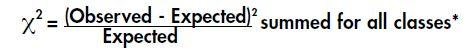 χ² = (Observed - Expected)² summed for all classes*
Expected